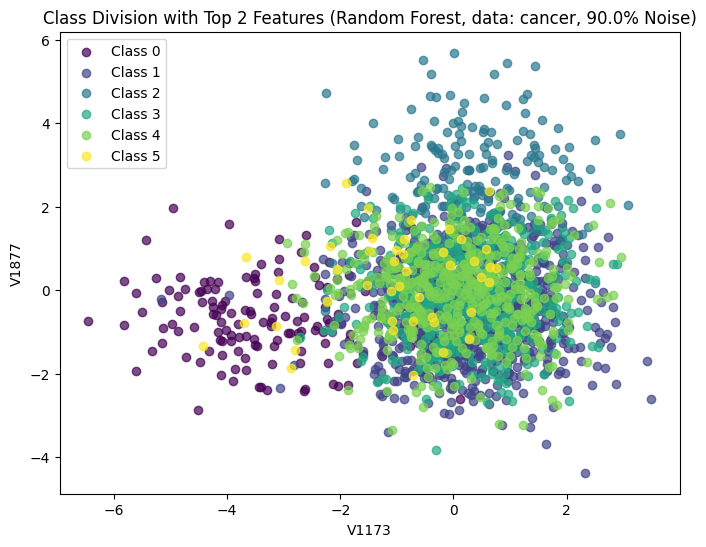 Class Division with Top 2 Features (Random Forest, data: cancer, 90.0% Noise)
Class 0
Class 1
Class 2
Class 3
Class 4
Class 5
6
4
2
0
−2
−4
V1877
−6 −4 −2 0 2
V1173